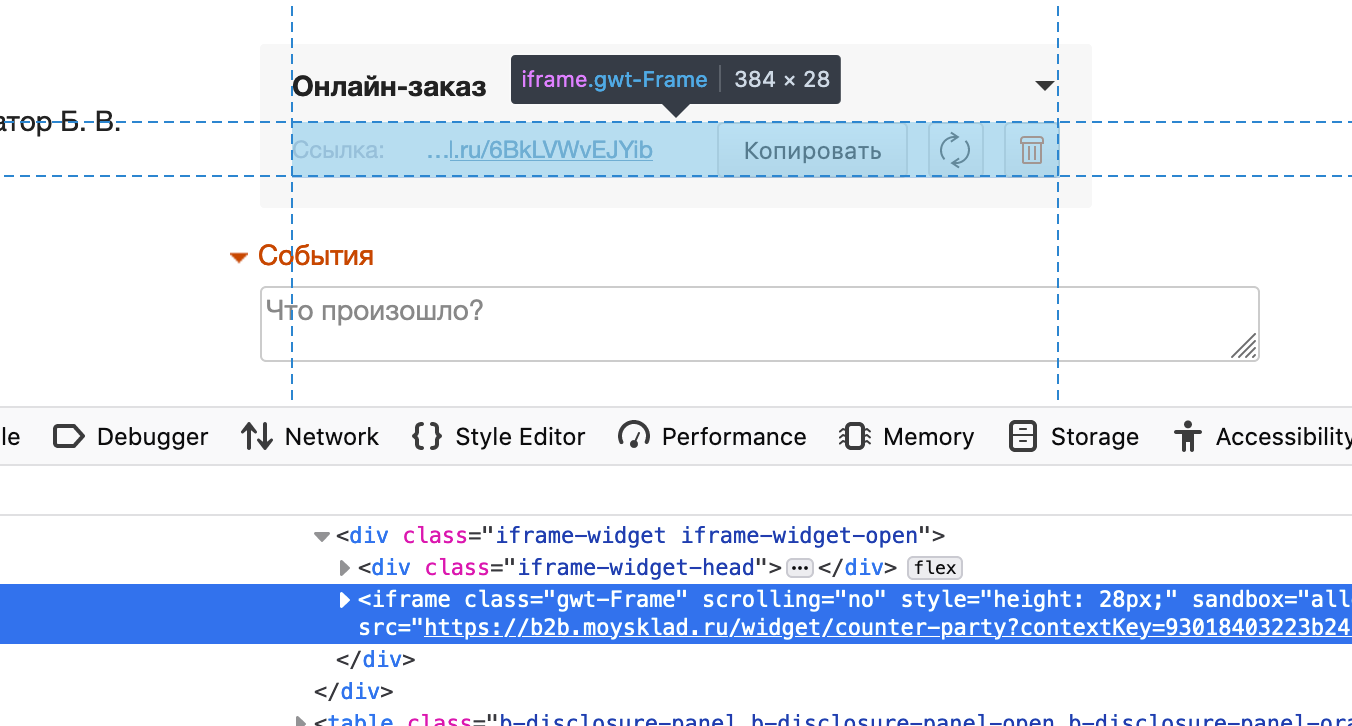 Онлайн-заказ
iframe.gwt-Frame 384 × 28
атор Б. В.
Ссылка: ...l.ru/6BkLVWvEJYib Копировать
События
Что произошло?
le Debugger Network Style Editor Performance Memory Storage Accessibility
<div class="iframe-widget iframe-widget-open">
<div class="iframe-widget-head">···</div> flex
<iframe class="gwt-Frame" scrolling="no" style="height: 28px;" sandbox="all
src="https://b2b.moysklad.ru/widget/counter-party?contextKey=93018403223b24
</div>
</div>
<table class="b-disclosure-panel b-disclosure-panel-open b-disclosure-panel-ora